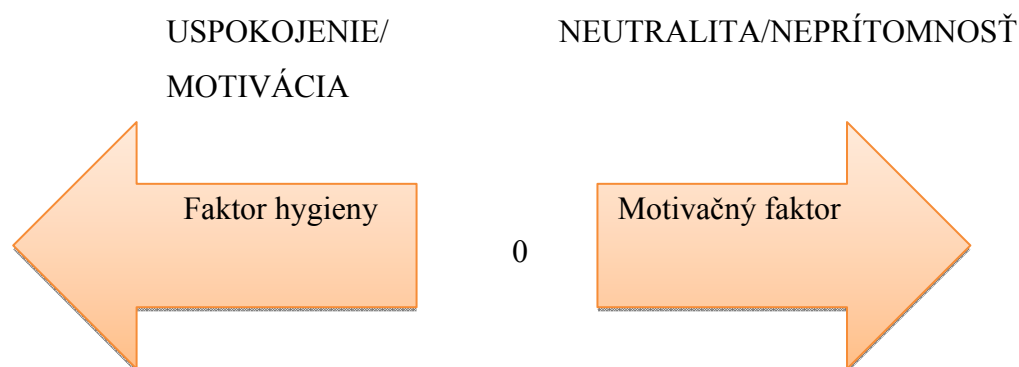 USPOKOJENIE/
MOTIVÁCIA
NEUTRALITA/NEPRÍTOMNOSŤ
Faktor hygieny
0
Motivačný faktor